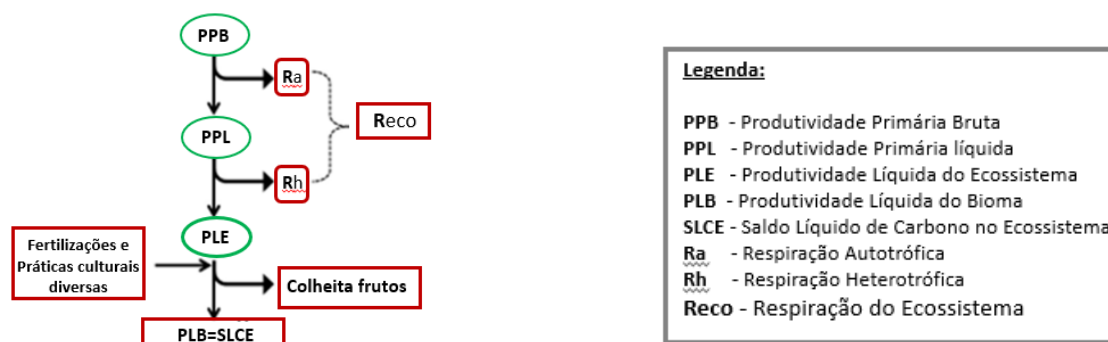 PPB
Ra
Reco
PPL
Rh
PLE
Fertilizações e
Práticas culturais
diversas
Colheita frutos
PLB=SLCE
Legenda:
PPB - Produtividade Primária Bruta
PPL - Produtividade Primária líquida
PLE - Produtividade Líquida do Ecossistema
PLB - Produtividade Líquida do Bioma
SLCE - Saldo Líquido de Carbono no Ecossistema
Ra - Respiração Autotrófica
Rh - Respiração Heterotrófica
Reco - Respiração do Ecossistema